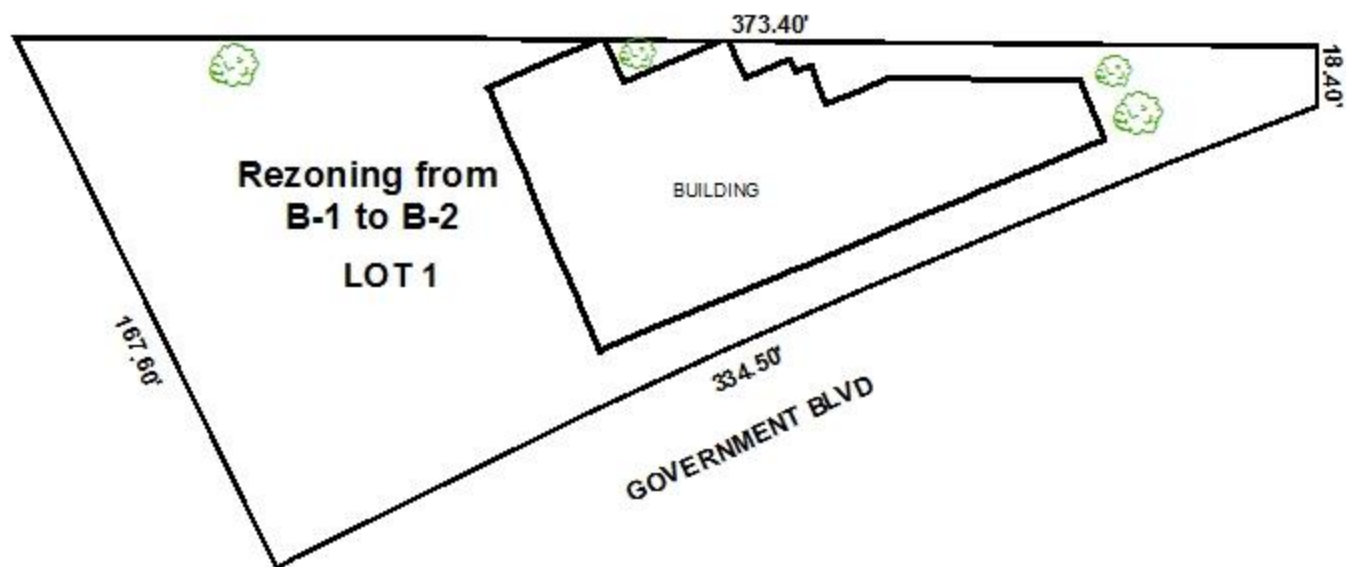 373.40'
18.40'
Rezoning from
B-1 to B-2
LOT 1
BUILDING
167.60'
334.50'
GOVERNMENT BLVD